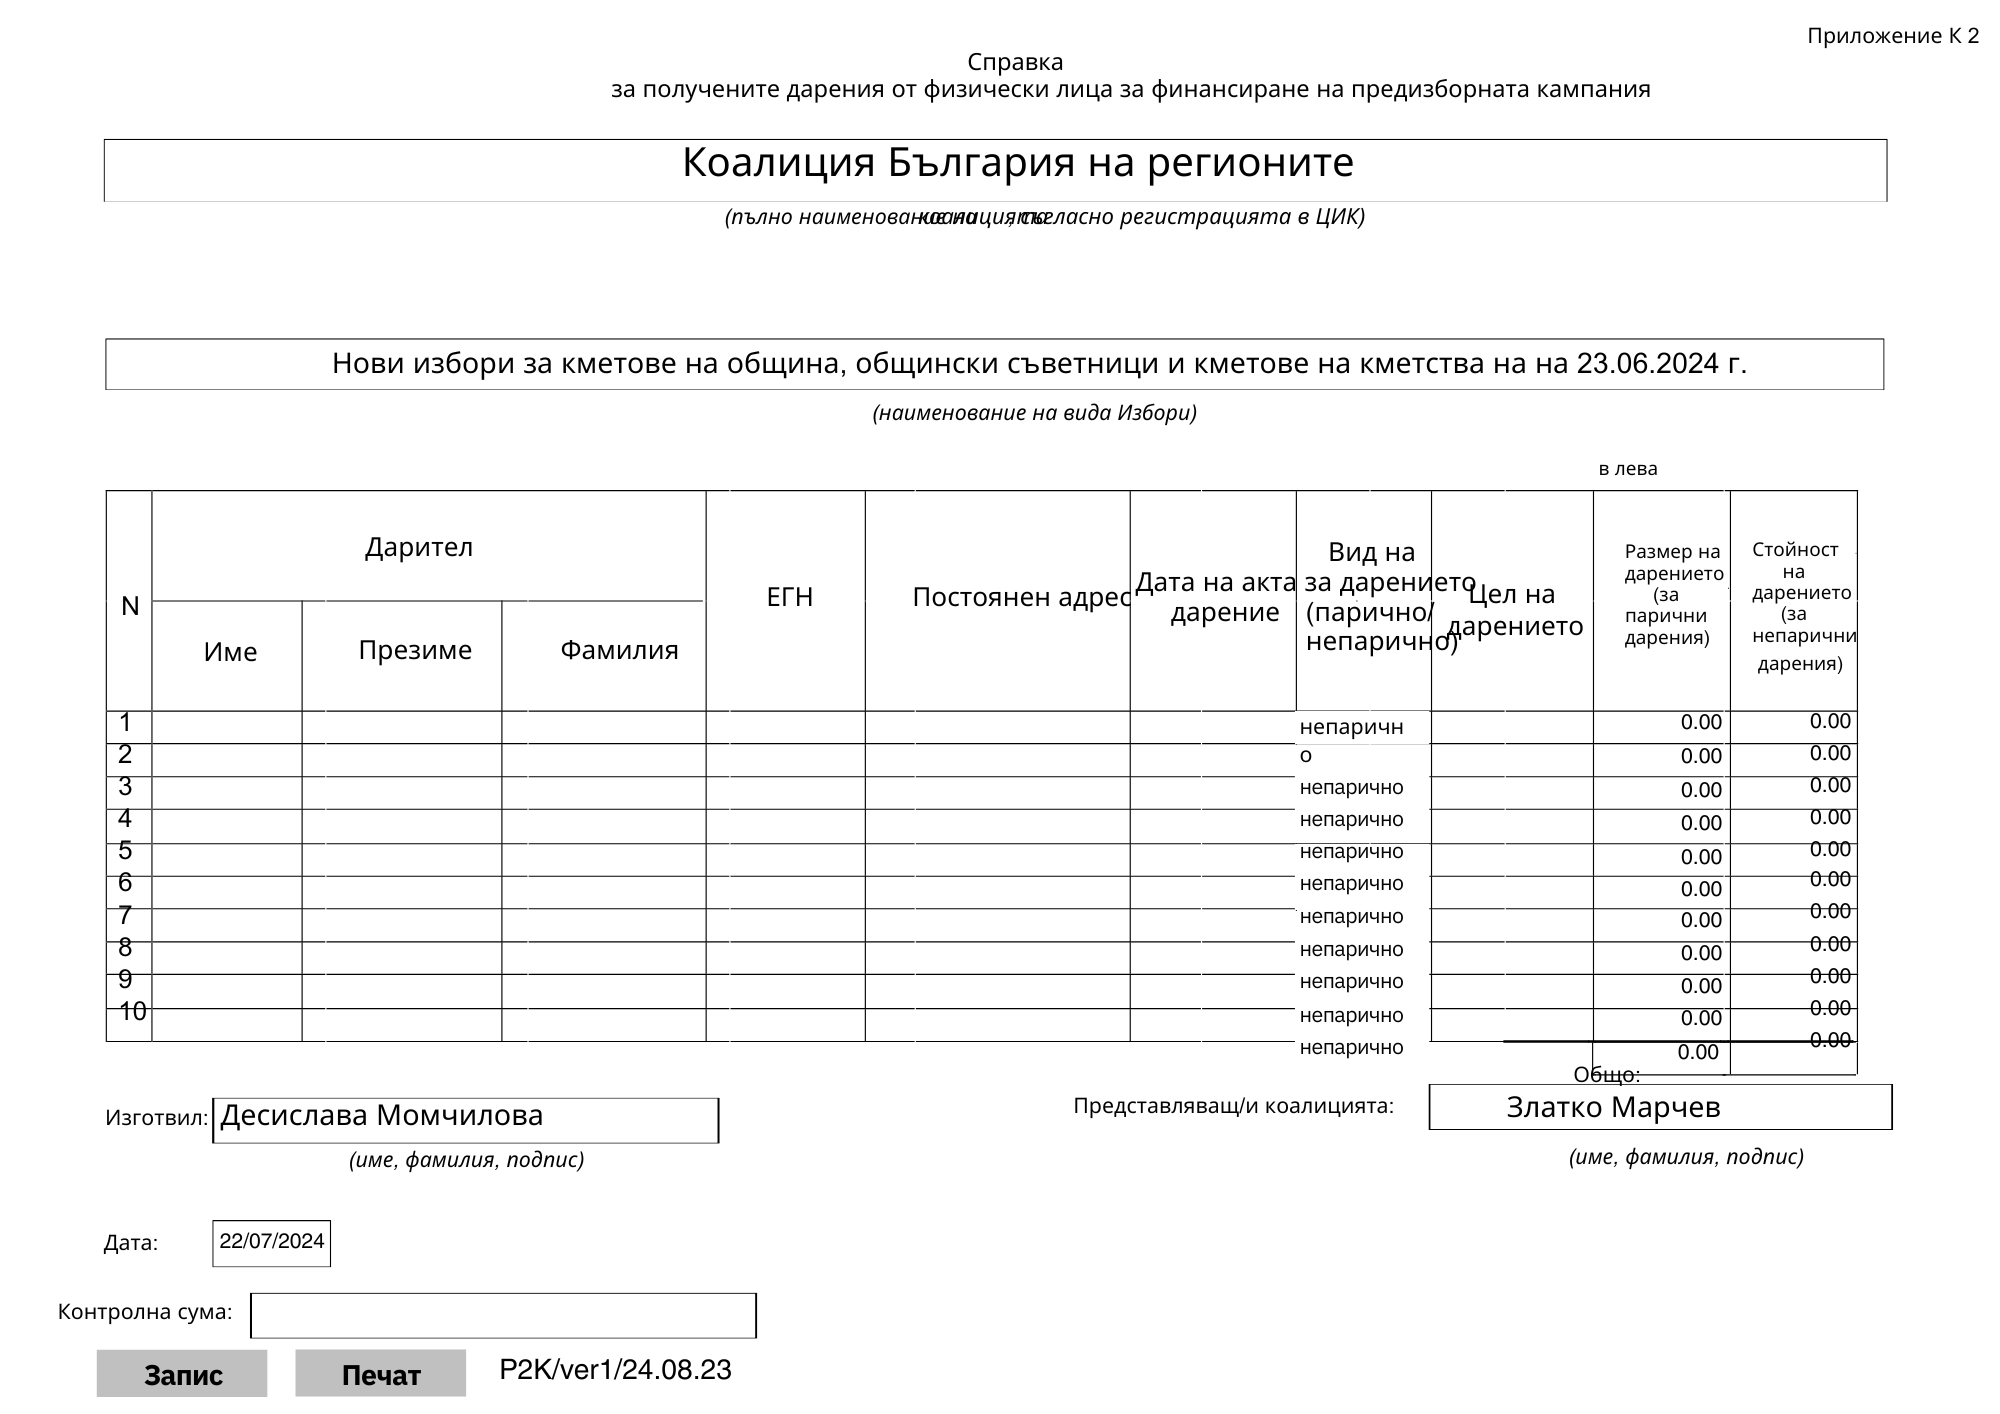 Приложение К 2
Справка
за получените дарения от физически лица за финансиране на предизборната кампания
Коалиция България на регионите
(пълно наименование на коалицията, съгласно регистрацията в ЦИК)
Нови избори за кметове на община, общински съветници и кметове на кметства на на 23.06.2024 г.
(наименование на вида Избори)
в лева
N
Дарител
Име
Презиме
Фамилия
ЕГН
Постоянен адрес
Дата на акта за
дарение
Вид на
дарението
(парично/
непарично)
Цел на
дарението
Размер на
дарението
(за
парични
дарения)
Стойност
на
дарението
(за
непарични
дарения)
1 непаричн 0.00 0.00
2 о 0.00 0.00
3 непарично 0.00 0.00
4 непарично 0.00 0.00
5 непарично 0.00 0.00
6 непарично 0.00 0.00
7 непарично 0.00 0.00
8 непарично 0.00 0.00
9 непарично 0.00 0.00
10 непарично 0.00 0.00
непарично 0.00 0.00
Общо:
Изготвил: Десислава Момчилова
(име, фамилия, подпис)
Представляващ/и коалицията: Златко Марчев
(име, фамилия, подпис)
Дата: 22/07/2024
Контролна сума:
Запис Печат P2K/ver1/24.08.23